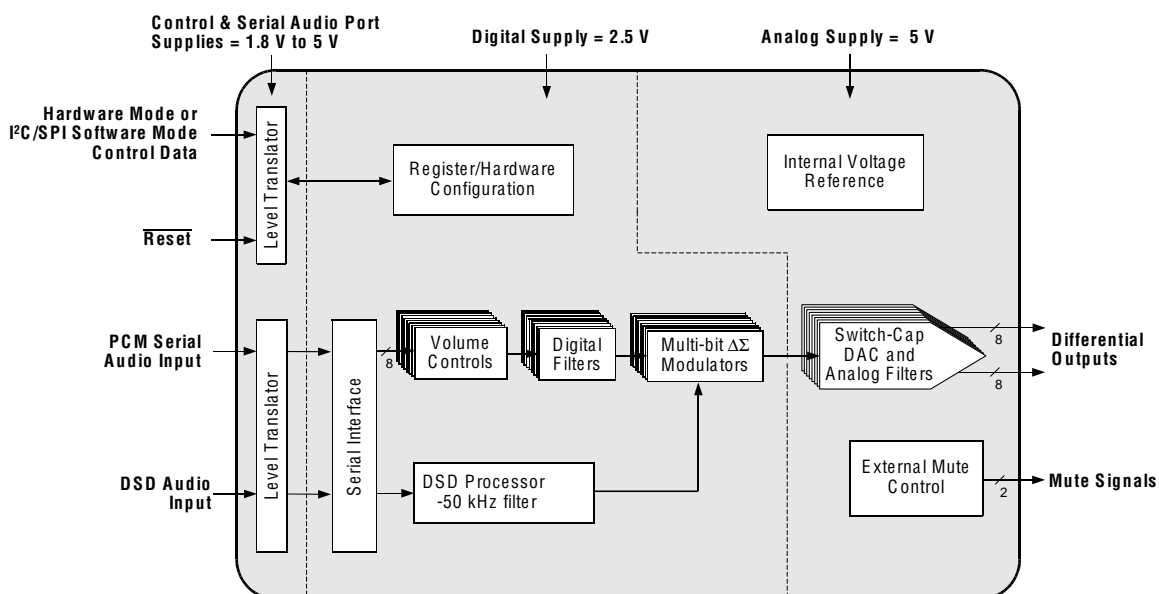 Control & Serial Audio Port
Supplies = 1.8 V to 5 V
Digital Supply = 2.5 V
Analog Supply = 5 V
Hardware Mode or
I²C/SPI Software Mode
Control Data
Level Translator
Register/Hardware
Configuration
Internal Voltage
Reference
Reset
PCM Serial
Audio Input
Level Translator
Serial Interface
8
Volume
Controls
Digital
Filters
Multi-bit ΔΣ
Modulators
Switch-Cap
DAC and
Analog Filters
8
8
Differential
Outputs
DSD Audio
Input
DSD Processor
-50 kHz filter
External Mute
Control
2
Mute Signals